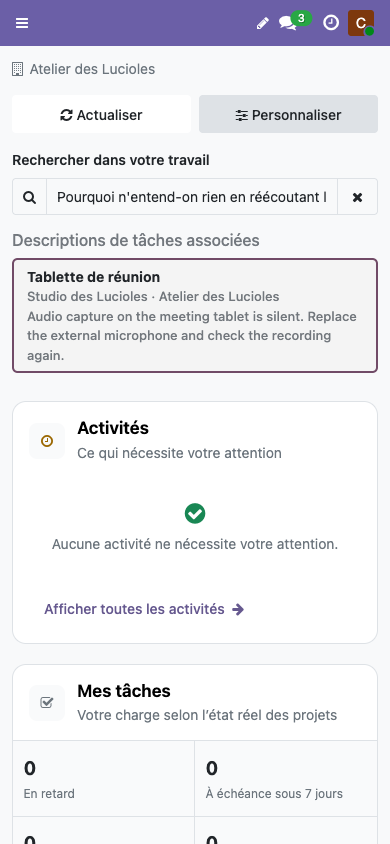 3
C
Atelier des Lucioles
Actualiser
Personnaliser
Rechercher dans votre travail
Pourquoi n'entend-on rien en réécoutant l
Descriptions de tâches associées
Tablette de réunion
Studio des Lucioles · Atelier des Lucioles
Audio capture on the meeting tablet is silent. Replace
the external microphone and check the recording
again.
Activités
Ce qui nécessite votre attention
Aucune activité ne nécessite votre attention.
Afficher toutes les activités
Mes tâches
Votre charge selon l’état réel des projets
0
0
En retard
À échéance sous 7 jours
0
0